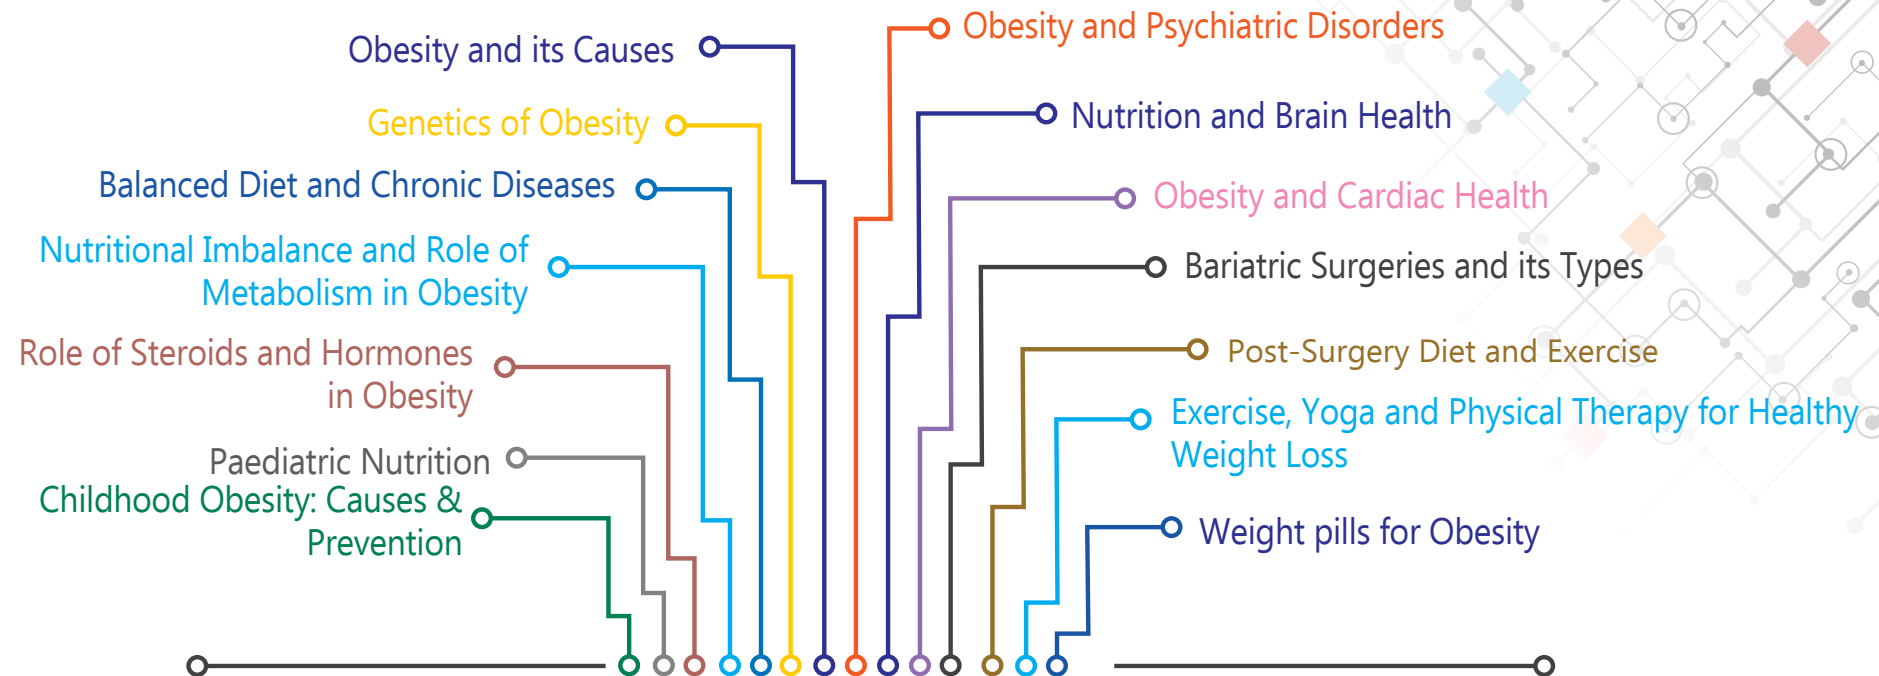 Obesity and its Causes
Genetics of Obesity
Balanced Diet and Chronic Diseases
Nutritional Imbalance and Role of
Metabolism in Obesity
Role of Steroids and Hormones
in Obesity
Paediatric Nutrition
Childhood Obesity: Causes &
Prevention
Obesity and Psychiatric Disorders
Nutrition and Brain Health
Obesity and Cardiac Health
Bariatric Surgeries and its Types
Post-Surgery Diet and Exercise
Exercise, Yoga and Physical Therapy for Healthy
Weight Loss
Weight pills for Obesity